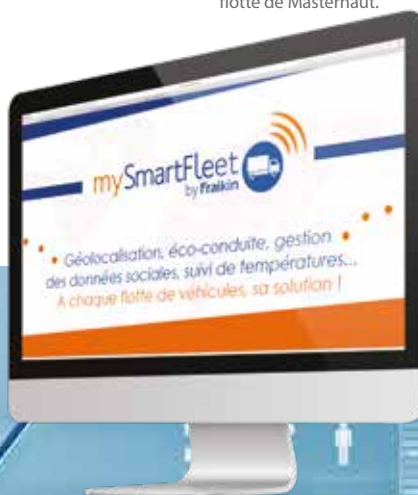 flotte de Masternaut.
mySmartFleet
by Fraikin
Géolocalisation, éco-conduite, gestion
des données sociales, suivi de températures...
A chaque flotte de véhicules, sa solution !